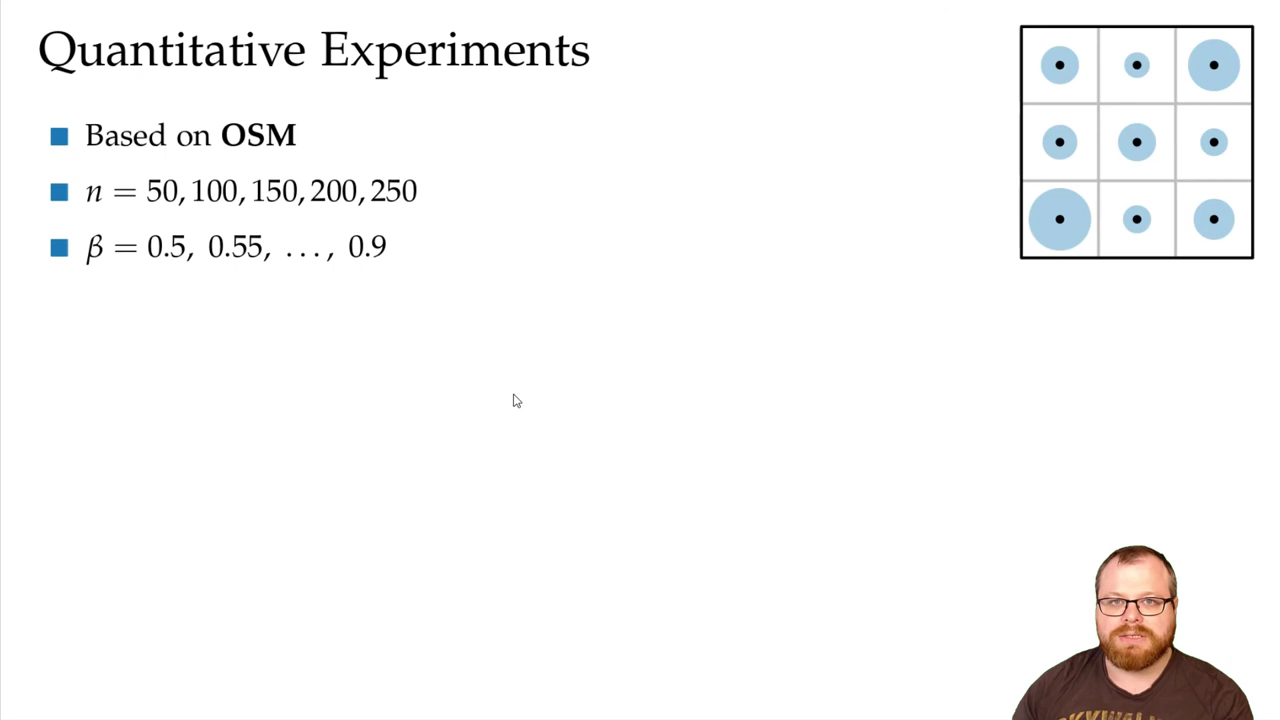 Quantitative Experiments
Based on OSM
n = 50, 100, 150, 200, 250
β = 0.5, 0.55, …, 0.9